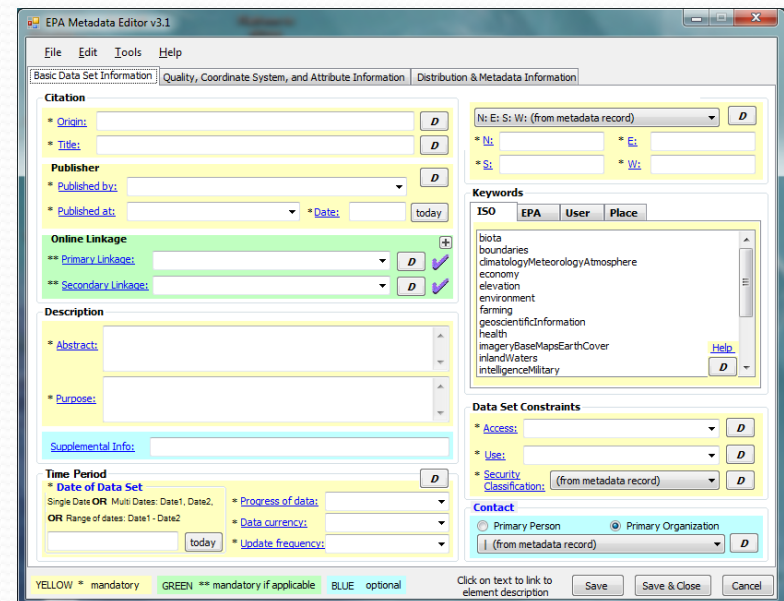 EPA Metadata Editor v3.1
File Edit Tools Help
Basic Data Set Information Quality, Coordinate System, and Attribute Information Distribution & Metadata Information
Citation
* Origin: D
* Title: D
Publisher
D
* Published by:
* Published at: * Date: today
Online Linkage +
** Primary Linkage: D
** Secondary Linkage: D
Description
* Abstract:
* Purpose:
Supplemental Info:
Time Period D
* Date of Data Set
Single Date OR Multi Dates: Date1, Date2,
OR Range of dates: Date1 - Date2
today
* Progress of data:
* Data currency:
* Update frequency:
N: E: S: W: (from metadata record) D
* N: * E:
* S: * W:
Keywords
ISO EPA User Place
biota
boundaries
climatologyMeteorologyAtmosphere
economy
elevation
environment
farming
geoscientificInformation
health
imageryBaseMapsEarthCover
inlandWaters
intelligenceMilitary
Help
D
Data Set Constraints
* Access: D
* Use: D
* Security
Classification: (from metadata record) D
Contact
Primary Person Primary Organization
| (from metadata record) D
YELLOW * mandatory GREEN ** mandatory if applicable BLUE optional
Click on text to link to
element description
Save Save & Close Cancel